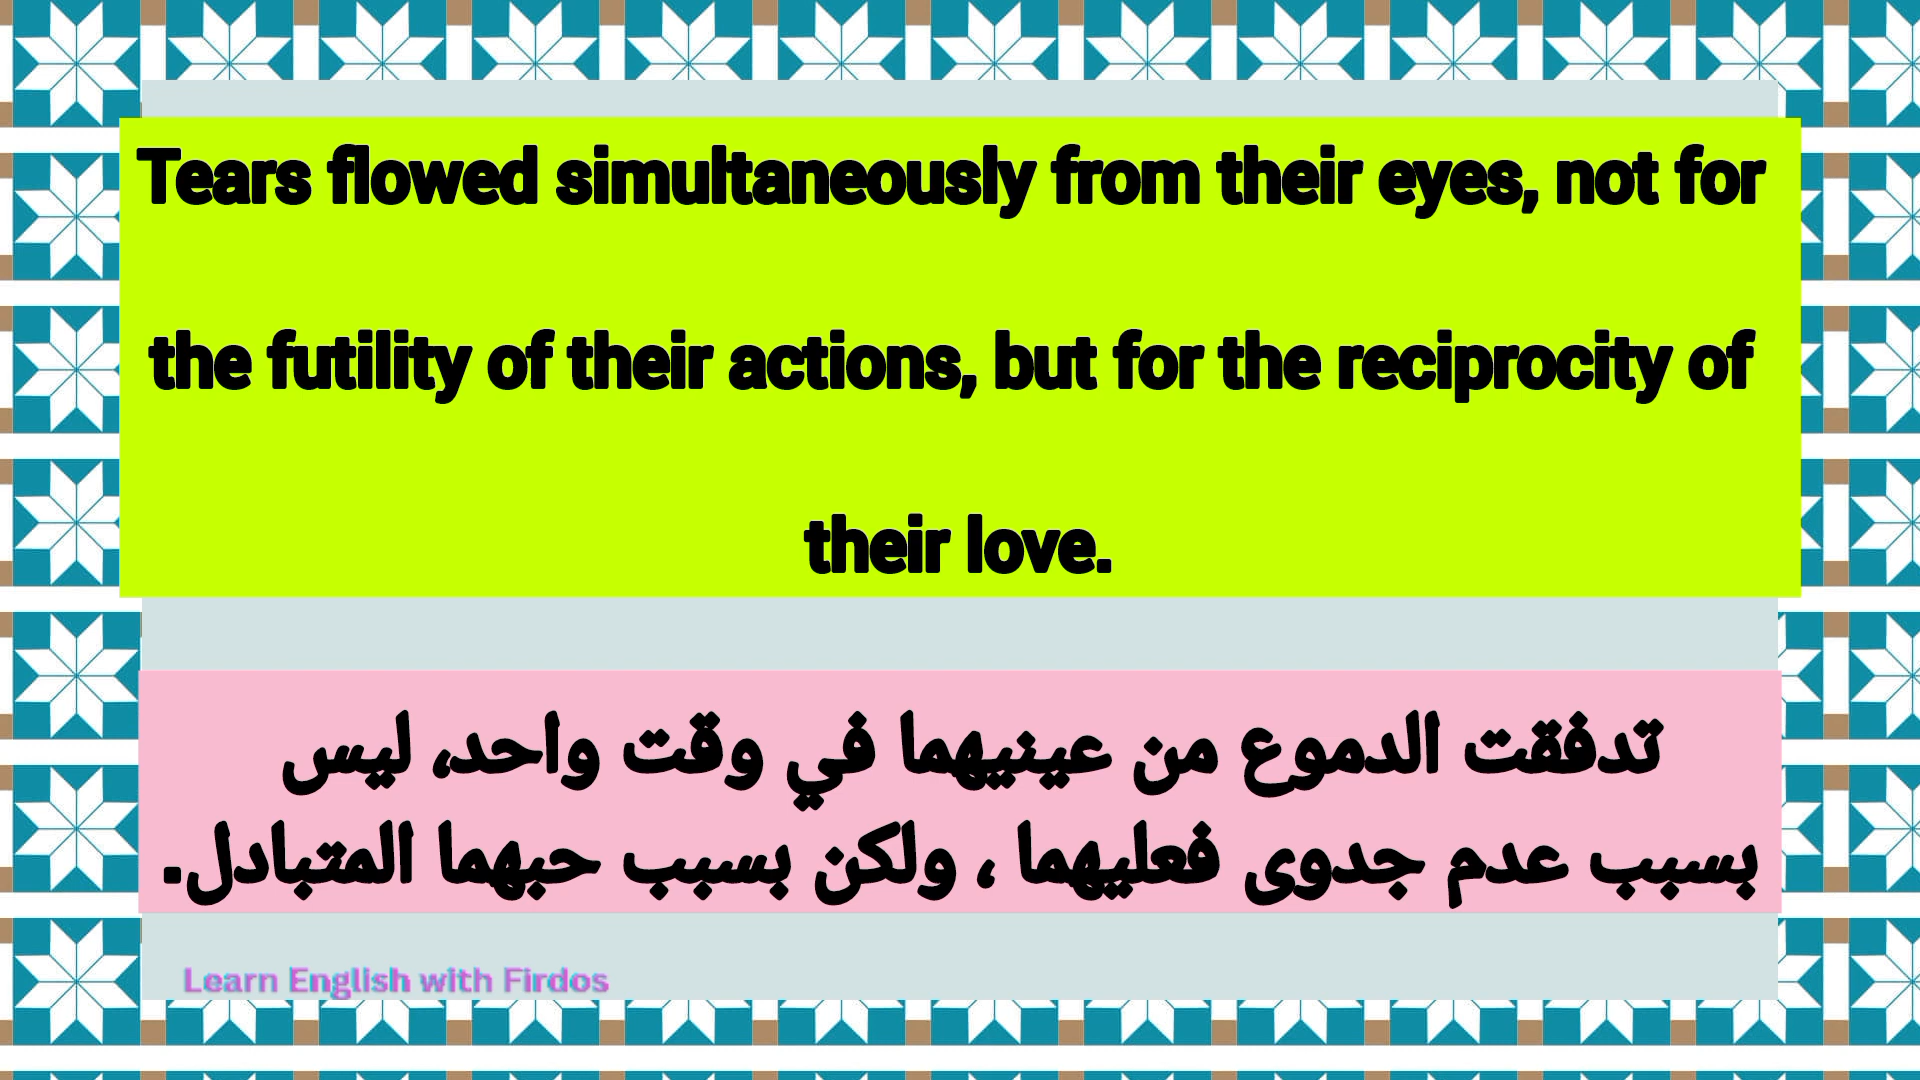 Tears flowed simultaneously from their eyes, not for
the futility of their actions, but for the reciprocity of
their love.
تدفقت الدموع من عينيهما في وقت واحد، ليس
بسبب عدم جدوى فعليهما ، ولكن بسبب حبهما المتبادل.
Learn English with Firdos